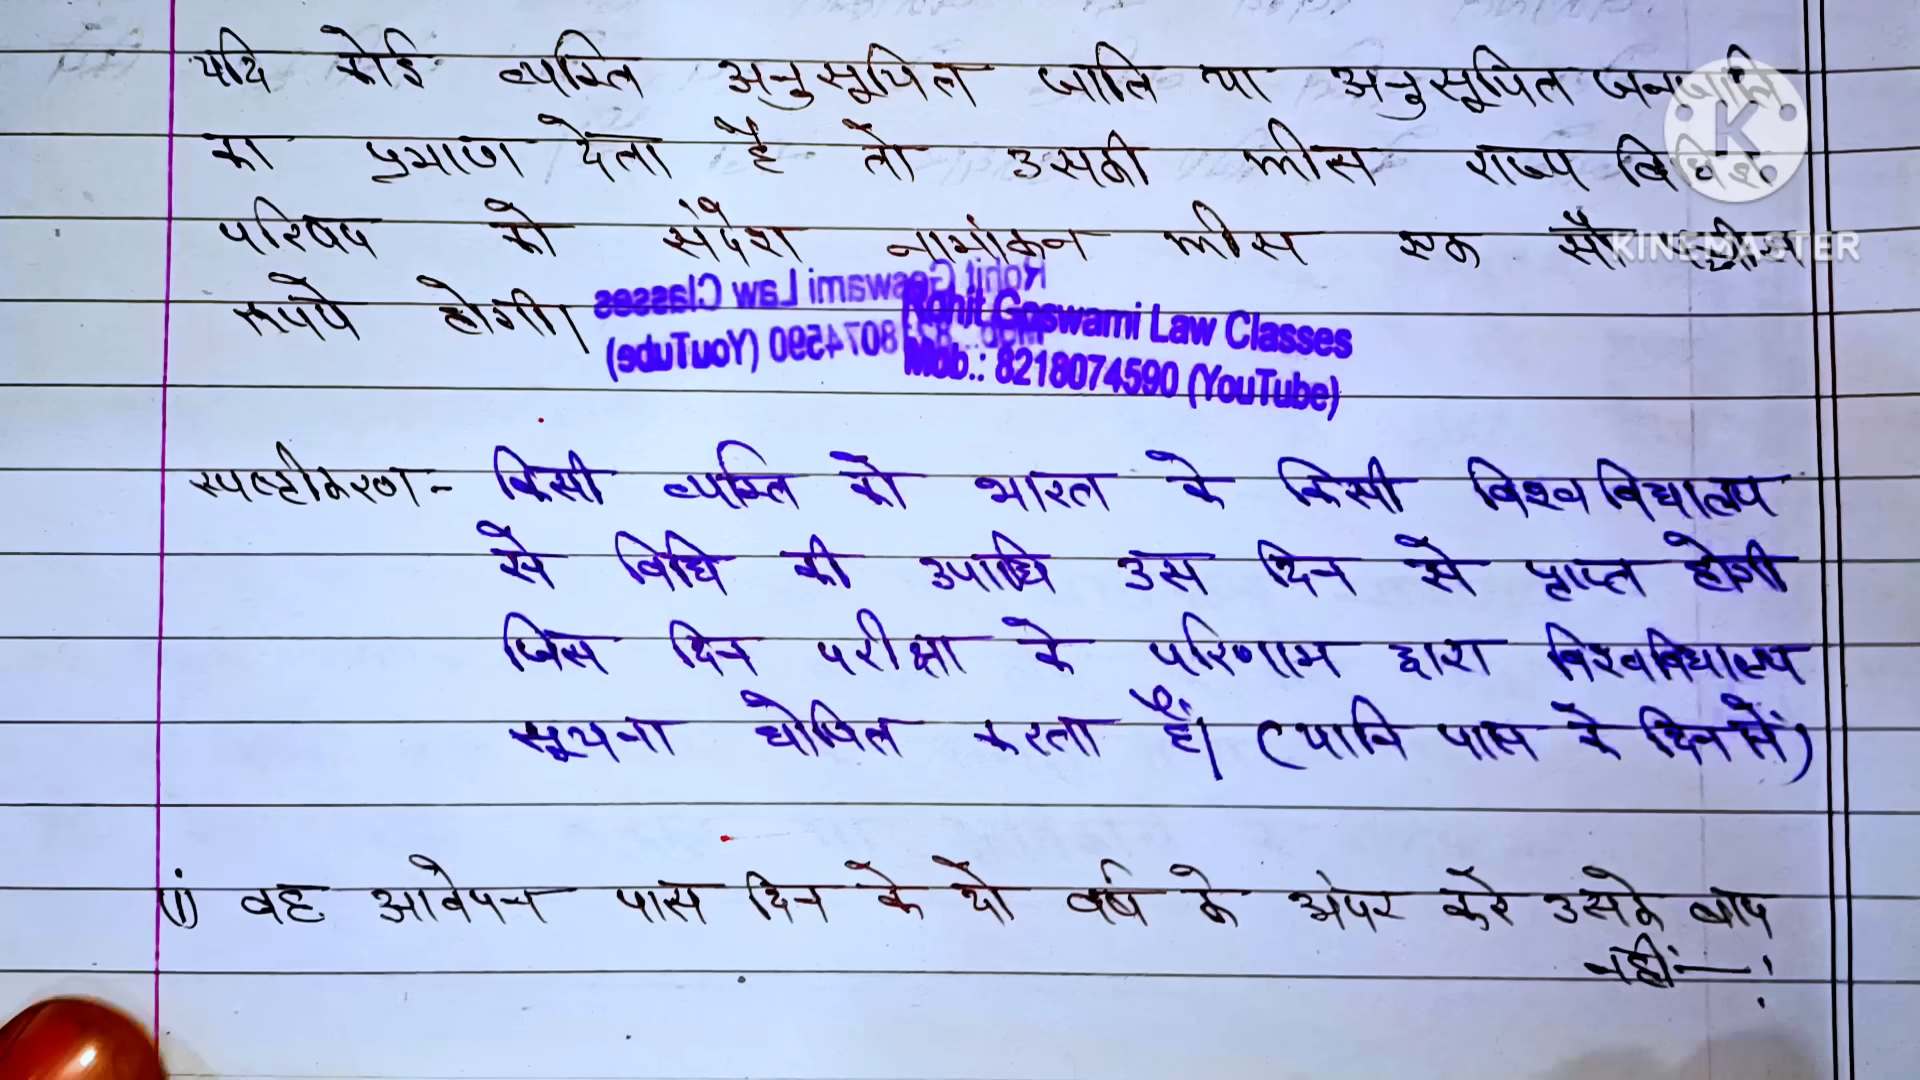 यदि कोई व्यक्ति अनुसूचित जाति या अनुसूचित जनजाति
का प्रमाण देता है तो उसकी फीस राज्य विधिज्ञ
परिषद को संदेय नामांकन फीस एक सौ पच्चीस
रूपये होगी।
Rohit Goswami Law Classes
Mob.: 8218074590 (YouTube)
स्पष्टीकरण - किसी व्यक्ति को भारत के किसी विश्वविद्यालय
से विधि की उपाधि उस दिन से प्राप्त होगी
जिस दिन परीक्षा के परिणाम द्वारा विश्वविद्यालय
सूचना घोषित करता है। (यानि पास के दिन से)
(i) वह आवेदन पास दिन के दो वर्ष के अंदर करे उसके बाद
नहीं —!
K
KINEMASTER